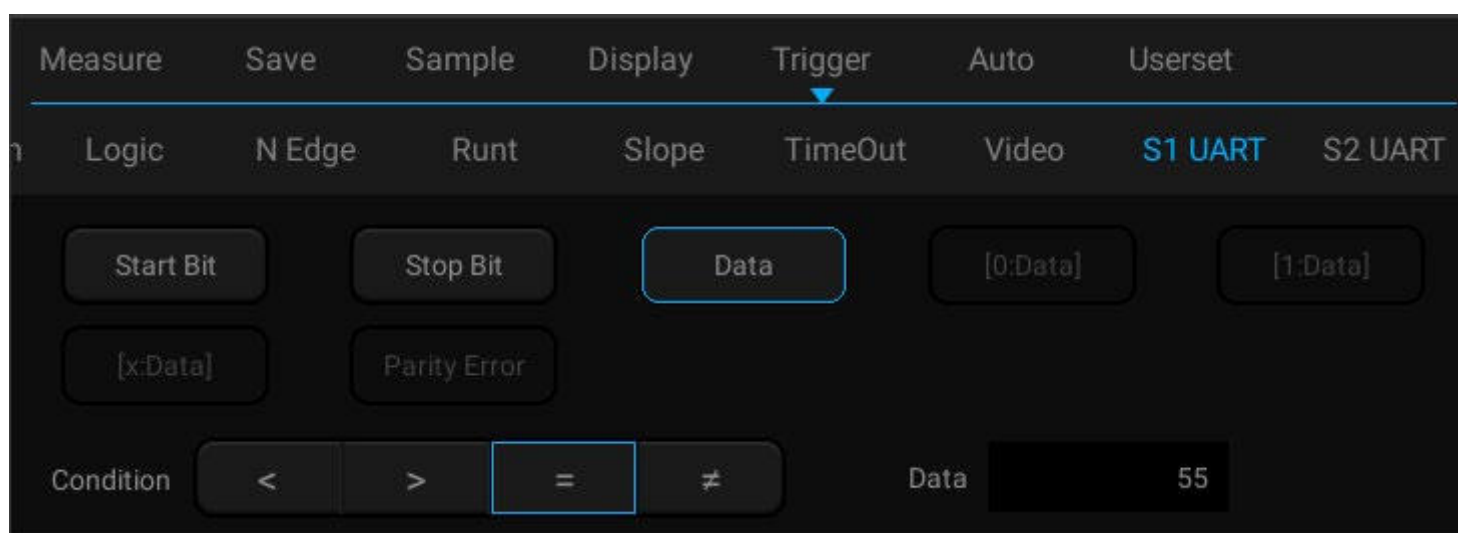 Measure Save Sample Display Trigger Auto Userset
Logic N Edge Runt Slope TimeOut Video S1 UART S2 UART
Start Bit Stop Bit Data [0:Data] [1:Data]
[x:Data] Parity Error
Condition < > = ≠ Data 55